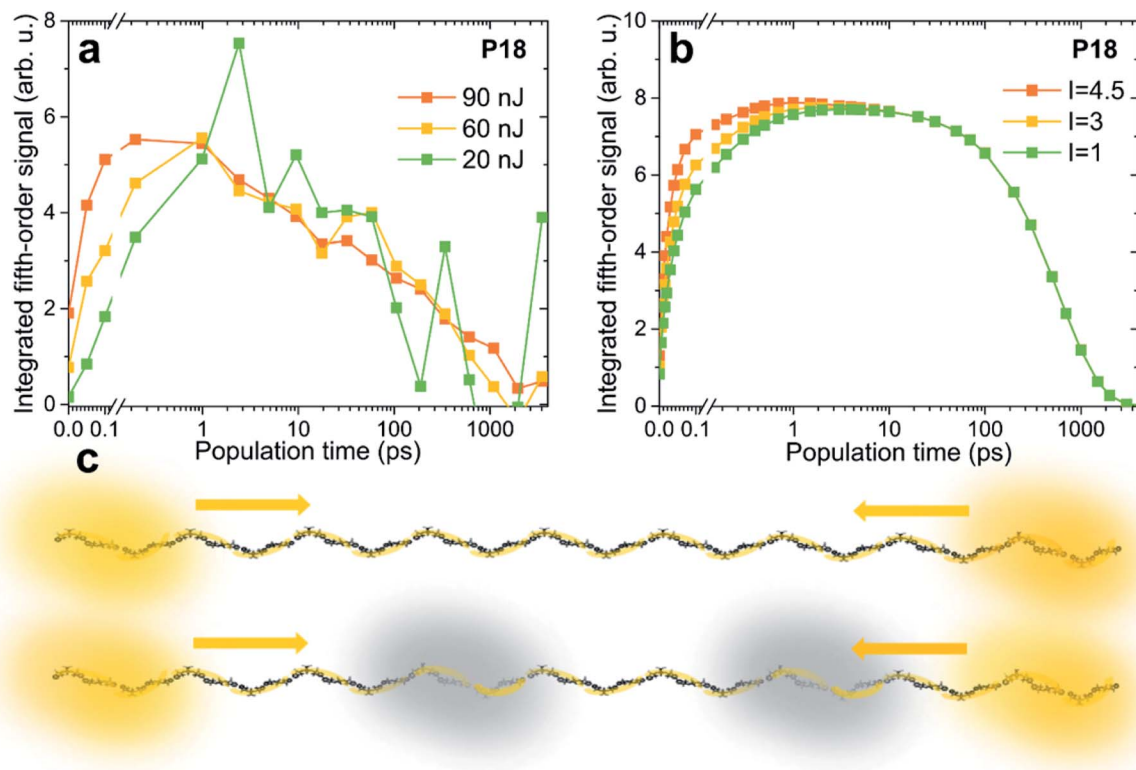 a
P18
90 nJ
60 nJ
20 nJ
Integrated fifth-order signal (arb. u.)
8
6
4
2
0
0.0 0.1 1 10 100 1000
Population time (ps)
b
P18
I=4.5
I=3
I=1
Integrated fifth-order signal (arb. u.)
10
8
6
4
2
0
0.0 0.1 1 10 100 1000
Population time (ps)
c